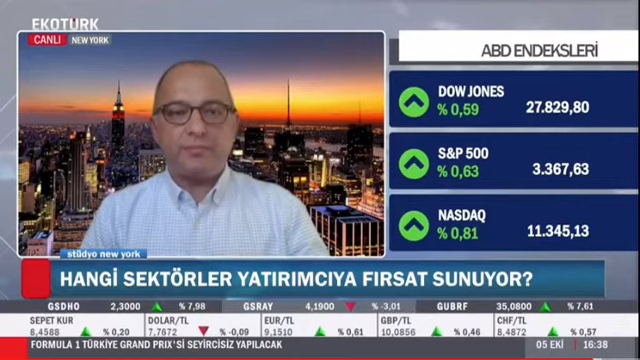 EKOTÜRK
CANLI NEW YORK
ABD ENDEKSLERİ
DOW JONES
% 0,59 27.829,80
S&P 500
% 0,63 3.367,63
NASDAQ
% 0,81 11.345,13
stüdyo new york
HANGİ SEKTÖRLER YATIRIMCIYA FIRSAT SUNUYOR?
GSDHO 2,3000 % 7,98 GSRAY 4,1900 % -3,01 GUBRF 35,0800 % 7,61
SEPET KUR DOLAR/TL EUR/TL GBP/TL CHF/TL
8,4588 % 0,20 7,7672 % -0,09 9,1510 % 0,61 10,0856 % 0,46 8,4872 % 0,57
FORMULA 1 TÜRKİYE GRAND PRIX'Sİ SEYİRCİSİZ YAPILACAK 05 EKİ 16:38